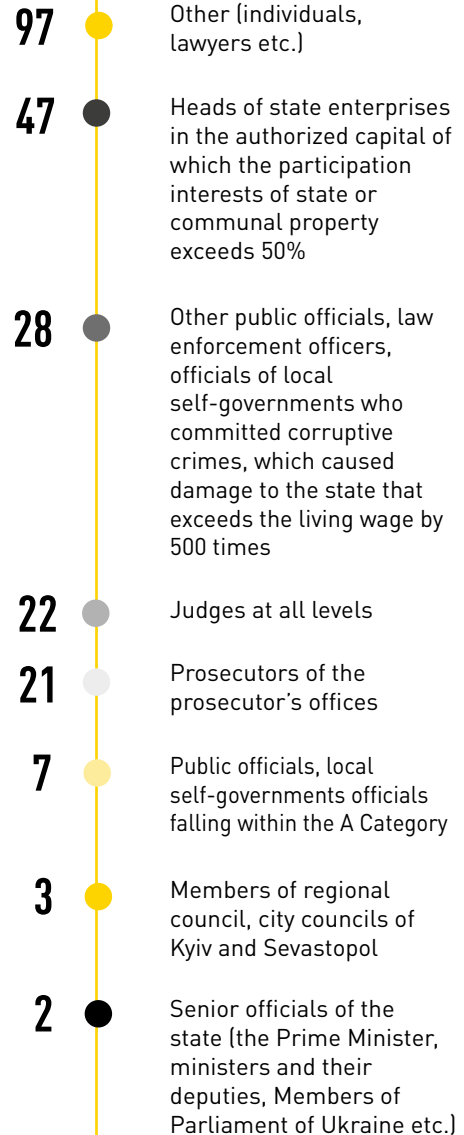 97
Other (individuals,
lawyers etc.)
47
Heads of state enterprises
in the authorized capital of
which the participation
interests of state or
communal property
exceeds 50%
28
Other public officials, law
enforcement officers,
officials of local
self-governments who
committed corruptive
crimes, which caused
damage to the state that
exceeds the living wage by
500 times
22
Judges at all levels
21
Prosecutors of the
prosecutor’s offices
7
Public officials, local
self-governments officials
falling within the A Category
3
Members of regional
council, city councils of
Kyiv and Sevastopol
2
Senior officials of the
state (the Prime Minister,
ministers and their
deputies, Members of
Parliament of Ukraine etc.)